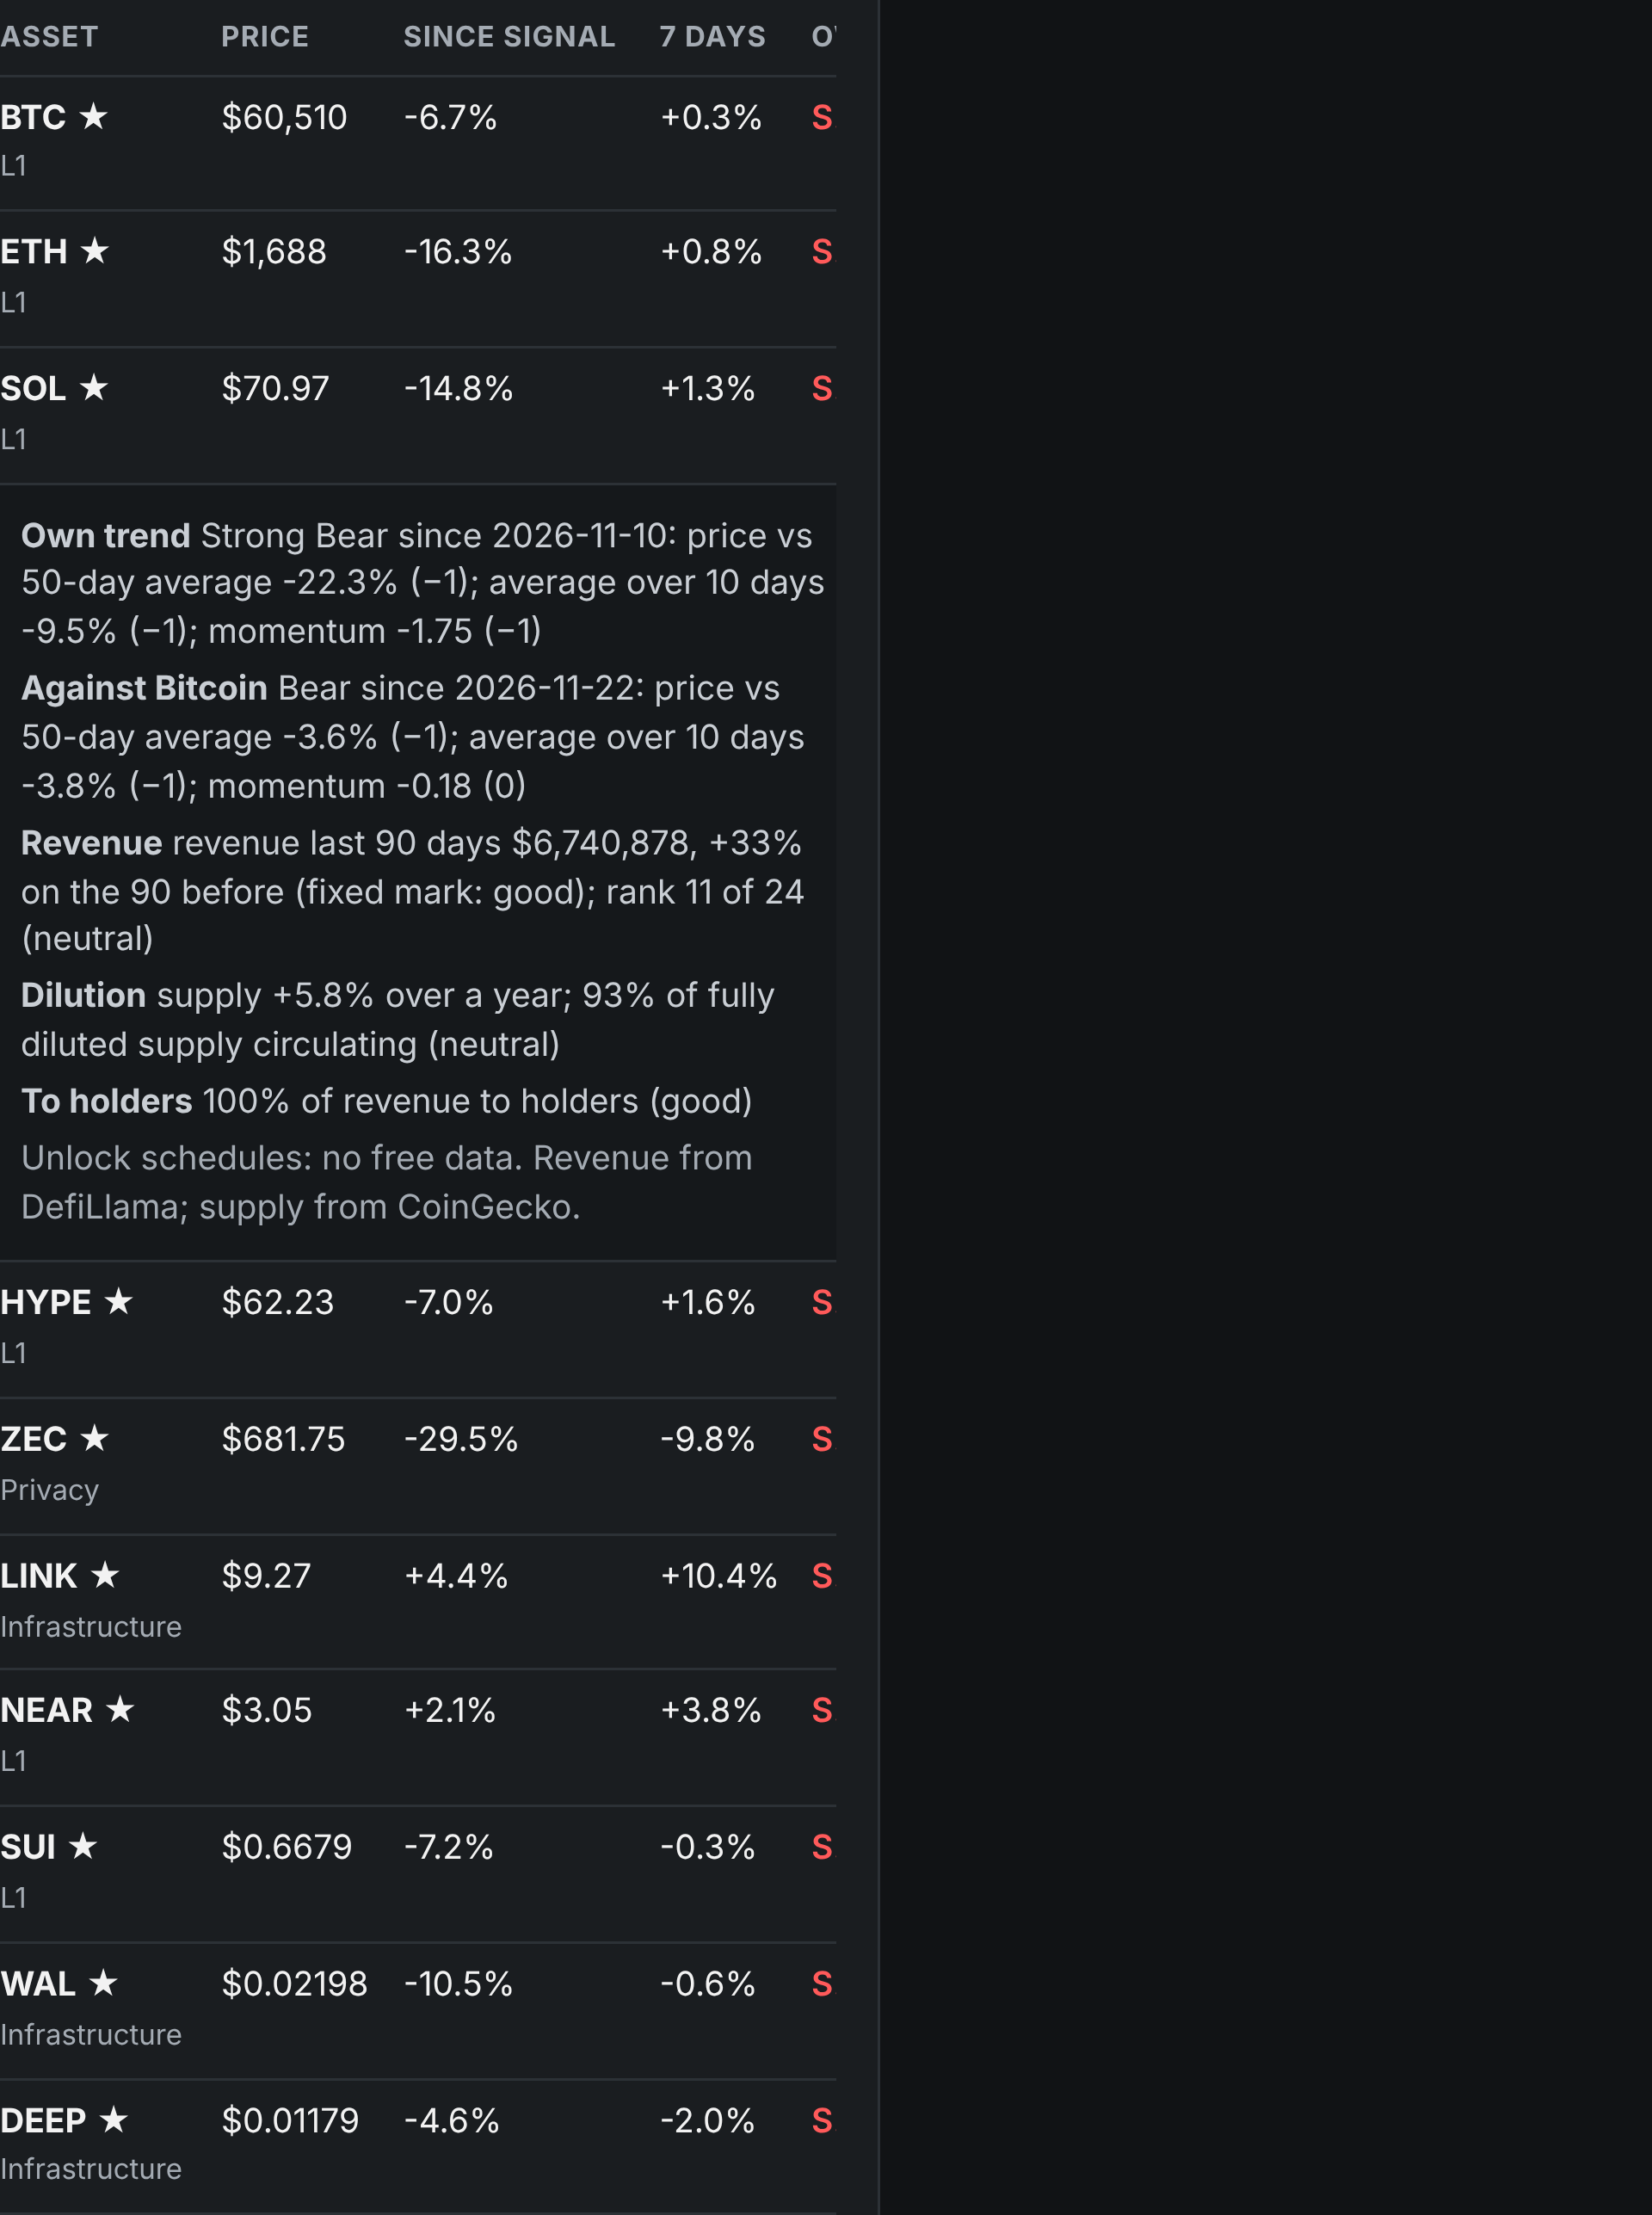 ASSET PRICE SINCE SIGNAL 7 DAYS
BTC ★ $60,510 -6.7% +0.3% S
L1
ETH ★ $1,688 -16.3% +0.8% S
L1
SOL ★ $70.97 -14.8% +1.3% S
L1
Own trend Strong Bear since 2026-11-10: price vs
50-day average -22.3% (−1); average over 10 days
-9.5% (−1); momentum -1.75 (−1)
Against Bitcoin Bear since 2026-11-22: price vs
50-day average -3.6% (−1); average over 10 days
-3.8% (−1); momentum -0.18 (0)
Revenue revenue last 90 days $6,740,878, +33%
on the 90 before (fixed mark: good); rank 11 of 24
(neutral)
Dilution supply +5.8% over a year; 93% of fully
diluted supply circulating (neutral)
To holders 100% of revenue to holders (good)
Unlock schedules: no free data. Revenue from
DefiLlama; supply from CoinGecko.
HYPE ★ $62.23 -7.0% +1.6% S
L1
ZEC ★ $681.75 -29.5% -9.8% S
Privacy
LINK ★ $9.27 +4.4% +10.4% S
Infrastructure
NEAR ★ $3.05 +2.1% +3.8% S
L1
SUI ★ $0.6679 -7.2% -0.3% S
L1
WAL ★ $0.02198 -10.5% -0.6% S
Infrastructure
DEEP ★ $0.01179 -4.6% -2.0% S
Infrastructure